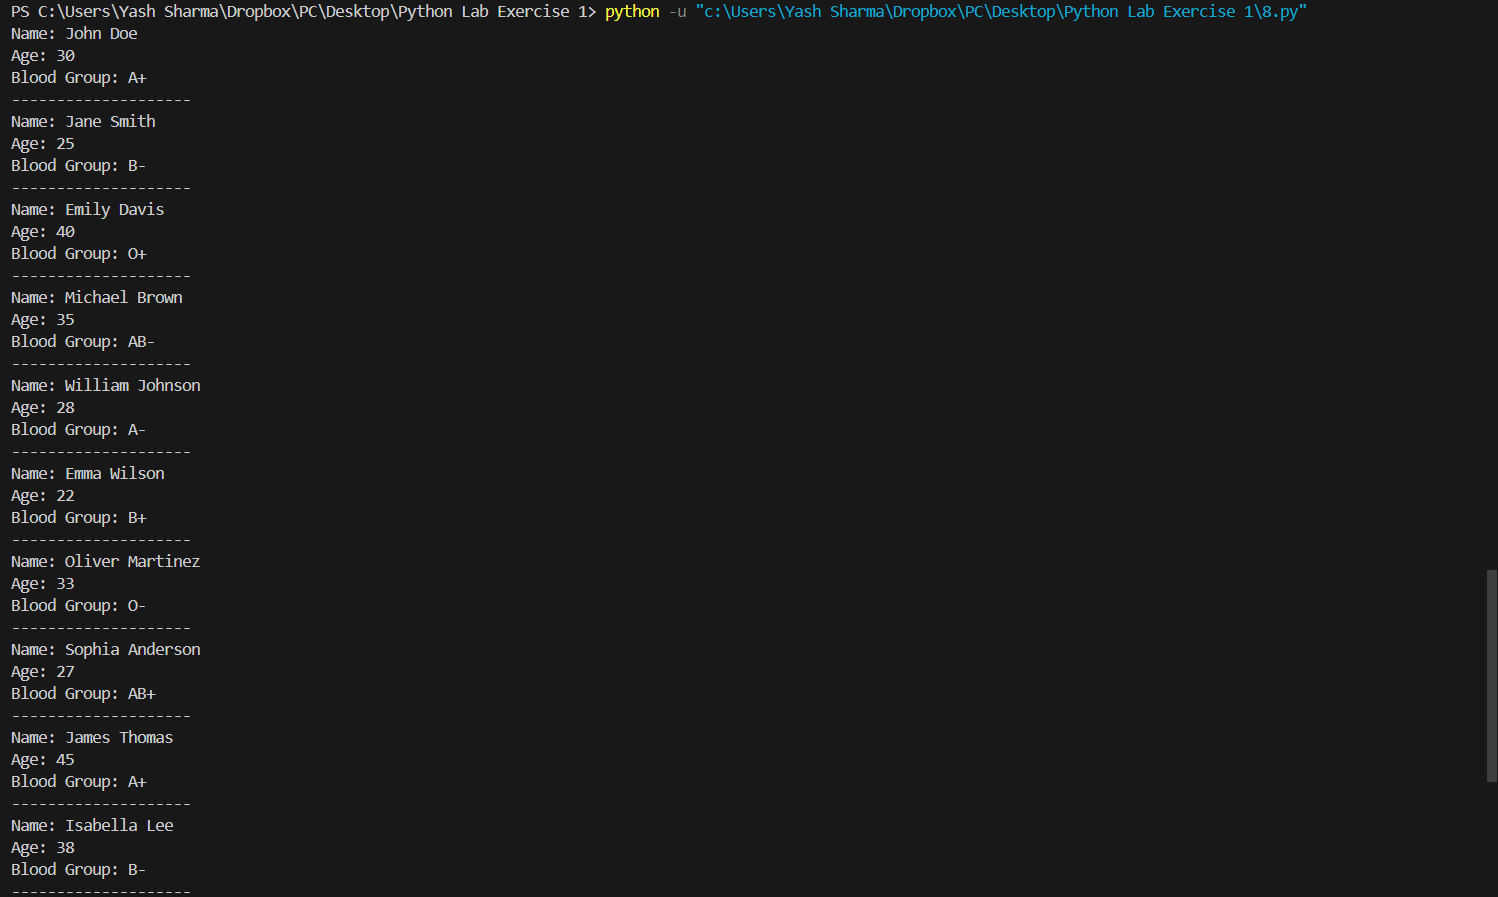 PS C:\Users\Yash Sharma\Dropbox\PC\Desktop\Python Lab Exercise 1> python -u "c:\Users\Yash Sharma\Dropbox\PC\Desktop\Python Lab Exercise 1\8.py"
Name: John Doe
Age: 30
Blood Group: A+
--------------------
Name: Jane Smith
Age: 25
Blood Group: B-
--------------------
Name: Emily Davis
Age: 40
Blood Group: O+
--------------------
Name: Michael Brown
Age: 35
Blood Group: AB-
--------------------
Name: William Johnson
Age: 28
Blood Group: A-
--------------------
Name: Emma Wilson
Age: 22
Blood Group: B+
--------------------
Name: Oliver Martinez
Age: 33
Blood Group: O-
--------------------
Name: Sophia Anderson
Age: 27
Blood Group: AB+
--------------------
Name: James Thomas
Age: 45
Blood Group: A+
--------------------
Name: Isabella Lee
Age: 38
Blood Group: B-
--------------------